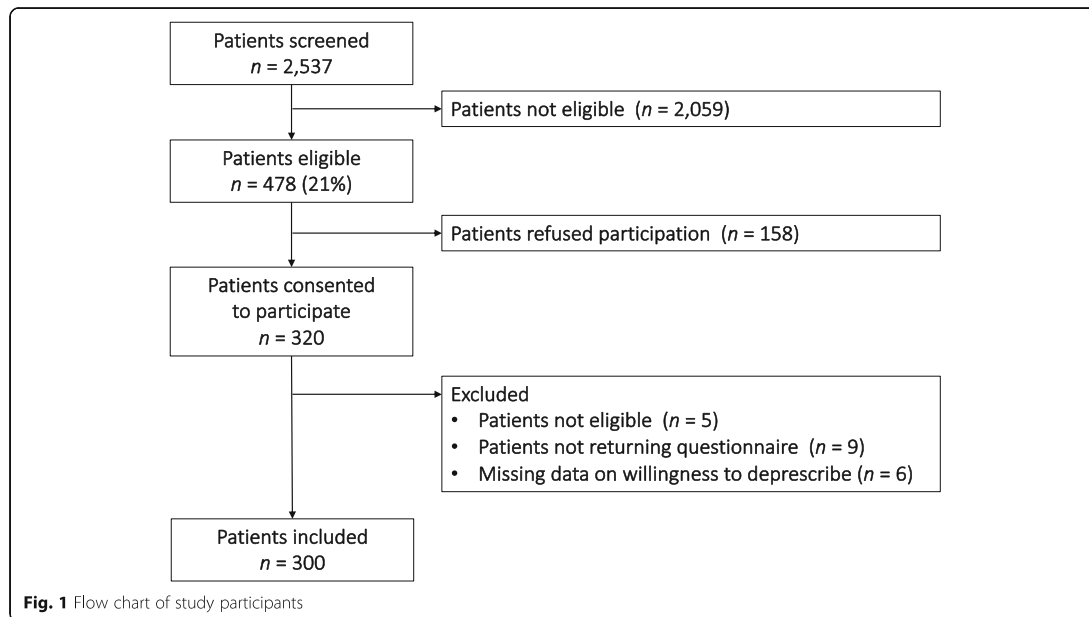 Patients screened
n = 2,537
Patients not eligible (n = 2,059)
Patients eligible
n = 478 (21%)
Patients refused participation (n = 158)
Patients consented
to participate
n = 320
Excluded
• Patients not eligible (n = 5)
• Patients not returning questionnaire (n = 9)
• Missing data on willingness to deprescribe (n = 6)
Patients included
n = 300
Fig. 1 Flow chart of study participants